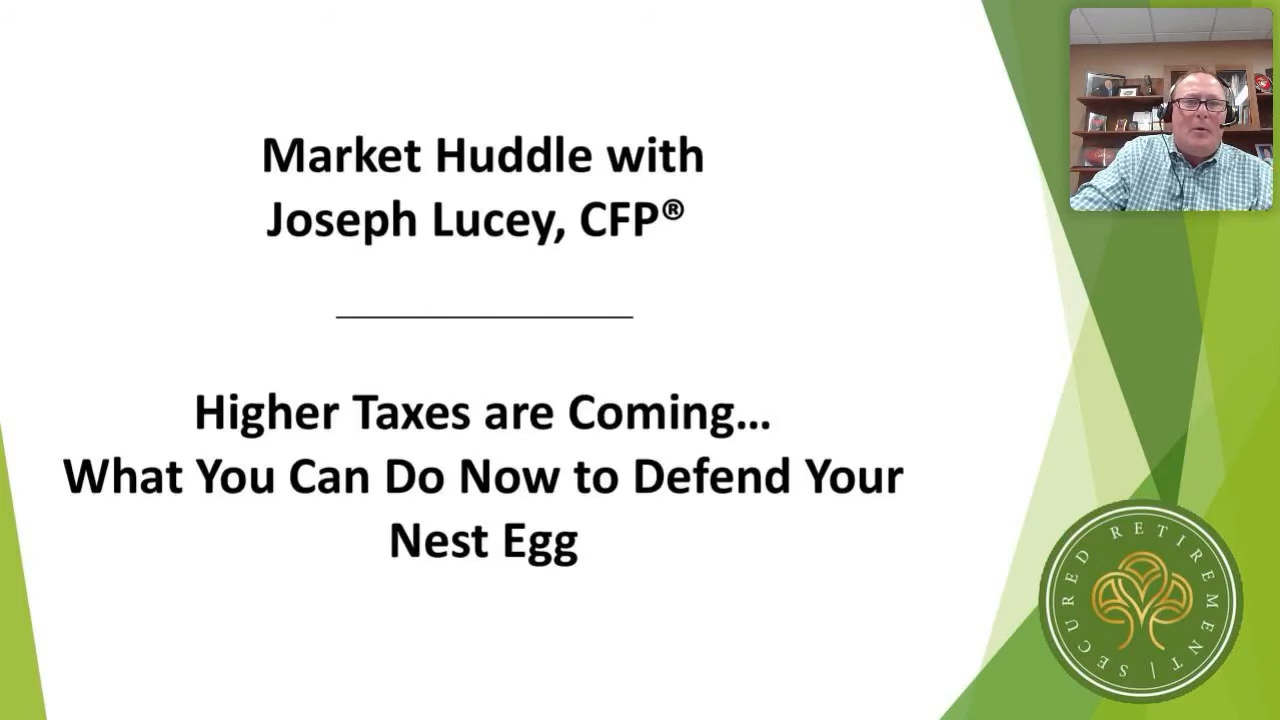 Market Huddle with
Joseph Lucey, CFP®
Higher Taxes are Coming...
What You Can Do Now to Defend Your
Nest Egg
SECURED RETIREMENT |